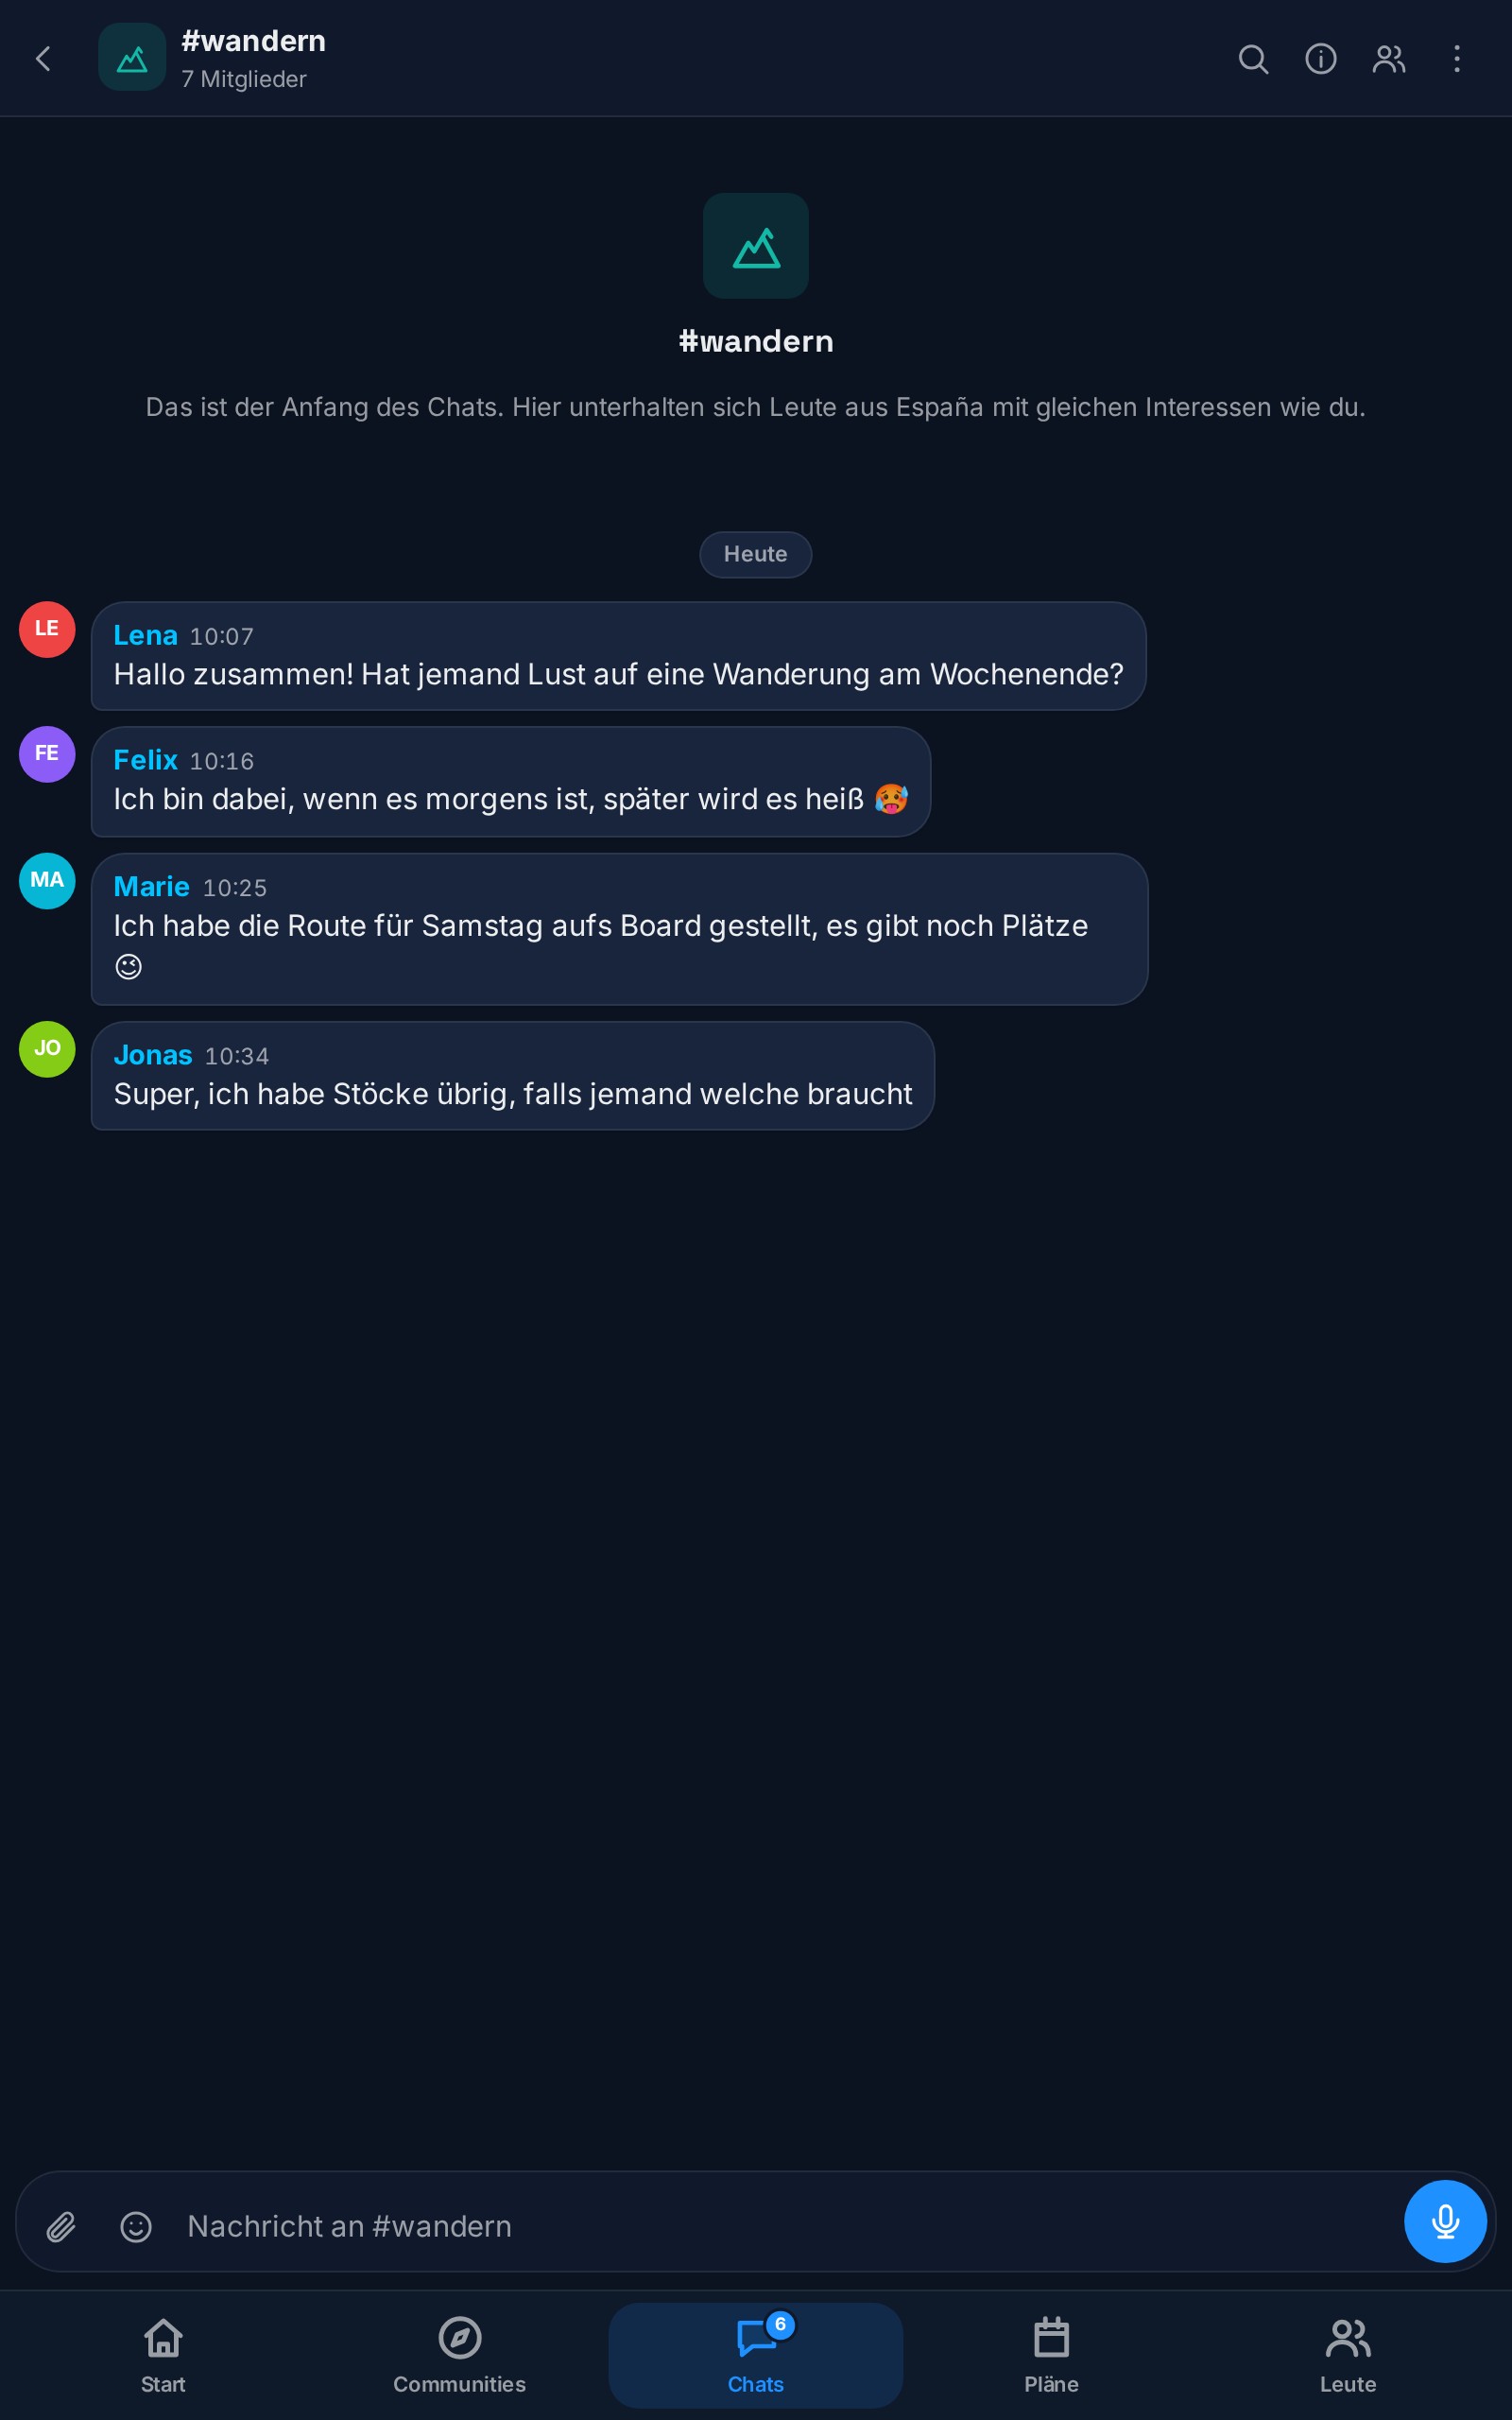 #wandern
7 Mitglieder
#wandern
Das ist der Anfang des Chats. Hier unterhalten sich Leute aus España mit gleichen Interessen wie du.
Heute
LE
Lena 10:07
Hallo zusammen! Hat jemand Lust auf eine Wanderung am Wochenende?
FE
Felix 10:16
Ich bin dabei, wenn es morgens ist, später wird es heiß 🥵
MA
Marie 10:25
Ich habe die Route für Samstag aufs Board gestellt, es gibt noch Plätze
😉
JO
Jonas 10:34
Super, ich habe Stöcke übrig, falls jemand welche braucht
Nachricht an #wandern
6
Start
Communities
Chats
Pläne
Leute